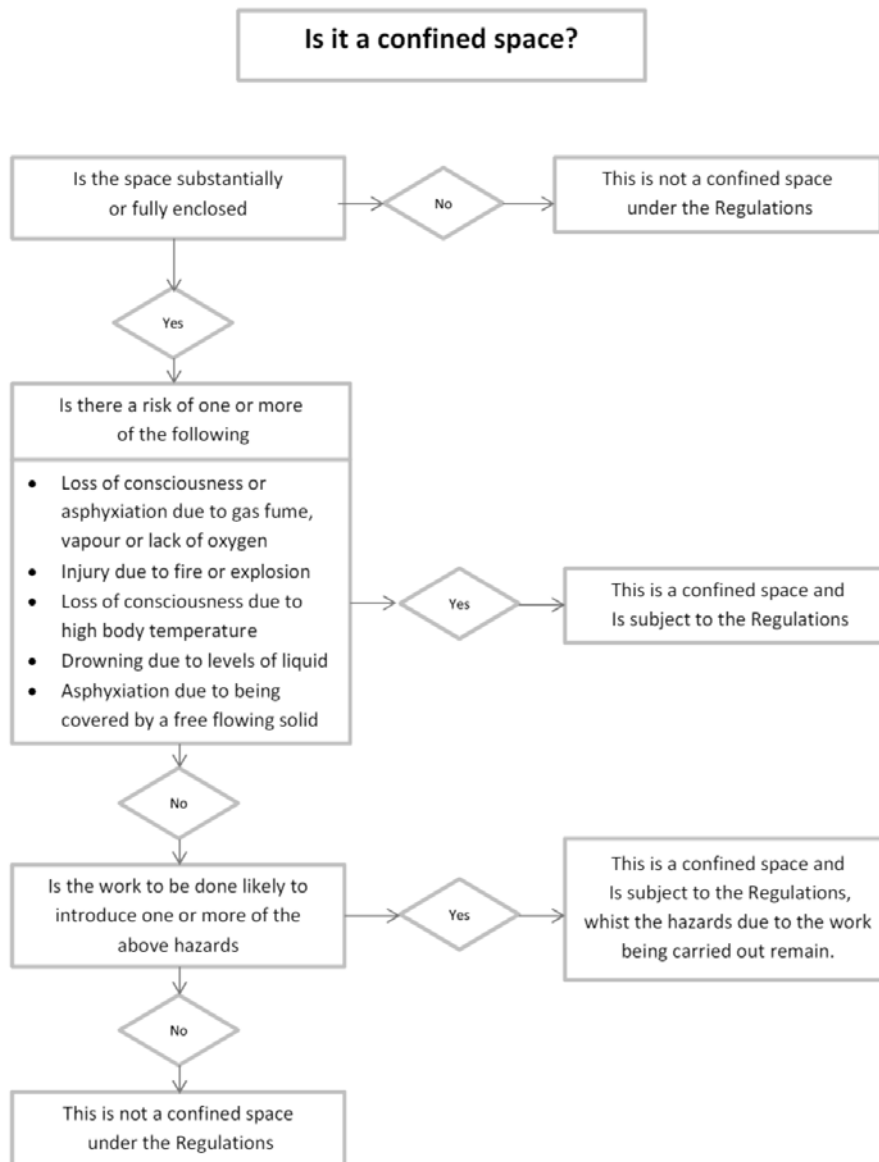 Is it a confined space?
Is the space substantially
or fully enclosed
No
This is not a confined space
under the Regulations
Yes
Is there a risk of one or more
of the following
• Loss of consciousness or
asphyxiation due to gas fume,
vapour or lack of oxygen
• Injury due to fire or explosion
• Loss of consciousness due to
high body temperature
• Drowning due to levels of liquid
• Asphyxiation due to being
covered by a free flowing solid
Yes
This is a confined space and
Is subject to the Regulations
No
Is the work to be done likely to
introduce one or more of the
above hazards
Yes
This is a confined space and
Is subject to the Regulations,
whist the hazards due to the work
being carried out remain.
No
This is not a confined space
under the Regulations